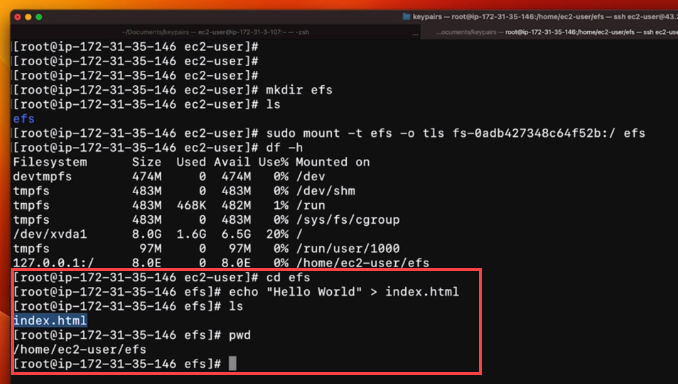 keypairs — root@ip-172-31-35-146:/home/ec2-user/efs — ssh ec2-user@43.2
~/Documents/keypairs — ec2-user@ip-172-31-3-107:~ — -csh
...ocuments/keypairs — root@ip-172-31-35-146:/home/ec2-user/efs — ssh ec2-use
[root@ip-172-31-35-146 ec2-user]#
[root@ip-172-31-35-146 ec2-user]#
[root@ip-172-31-35-146 ec2-user]#
[root@ip-172-31-35-146 ec2-user]# mkdir efs
[root@ip-172-31-35-146 ec2-user]# ls
efs
[root@ip-172-31-35-146 ec2-user]# sudo mount -t efs -o tls fs-0adb427348c64f52b:/ efs
[root@ip-172-31-35-146 ec2-user]# df -h
Filesystem Size Used Avail Use% Mounted on
devtmpfs 474M 0 474M 0% /dev
tmpfs 483M 0 483M 0% /dev/shm
tmpfs 483M 468K 482M 1% /run
tmpfs 483M 0 483M 0% /sys/fs/cgroup
/dev/xvda1 8.0G 1.6G 6.5G 20% /
tmpfs 97M 0 97M 0% /run/user/1000
127.0.0.1:/ 8.0E 0 8.0E 0% /home/ec2-user/efs
[root@ip-172-31-35-146 ec2-user]# cd efs
[root@ip-172-31-35-146 efs]# echo "Hello World" > index.html
[root@ip-172-31-35-146 efs]# ls
index.html
[root@ip-172-31-35-146 efs]# pwd
/home/ec2-user/efs
[root@ip-172-31-35-146 efs]#